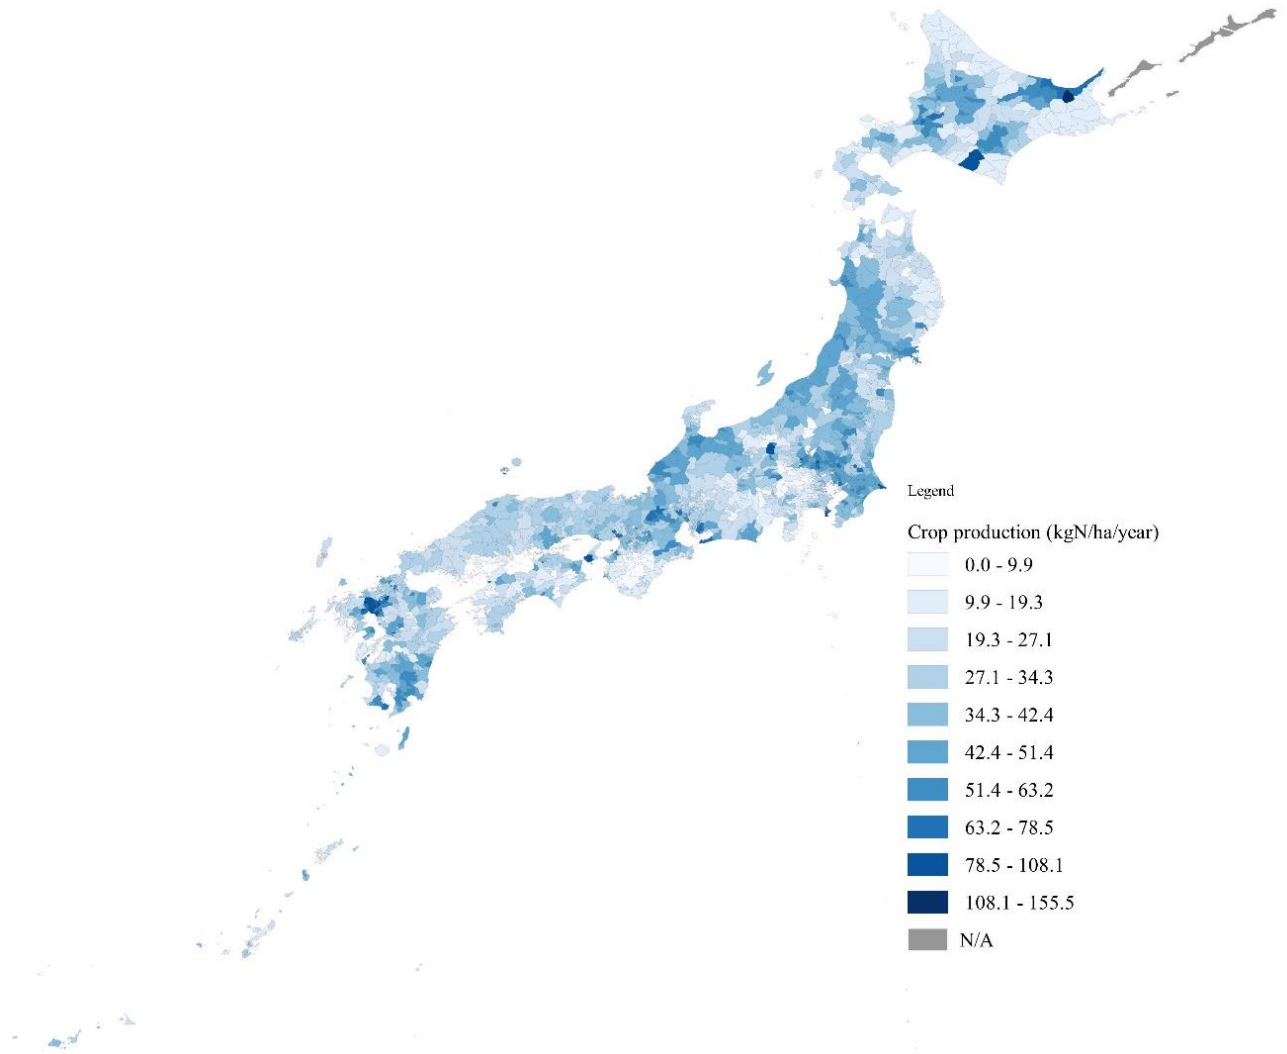 Legend
Crop production (kgN/ha/year)
0.0 - 9.9
9.9 - 19.3
19.3 - 27.1
27.1 - 34.3
34.3 - 42.4
42.4 - 51.4
51.4 - 63.2
63.2 - 78.5
78.5 - 108.1
108.1 - 155.5
N/A